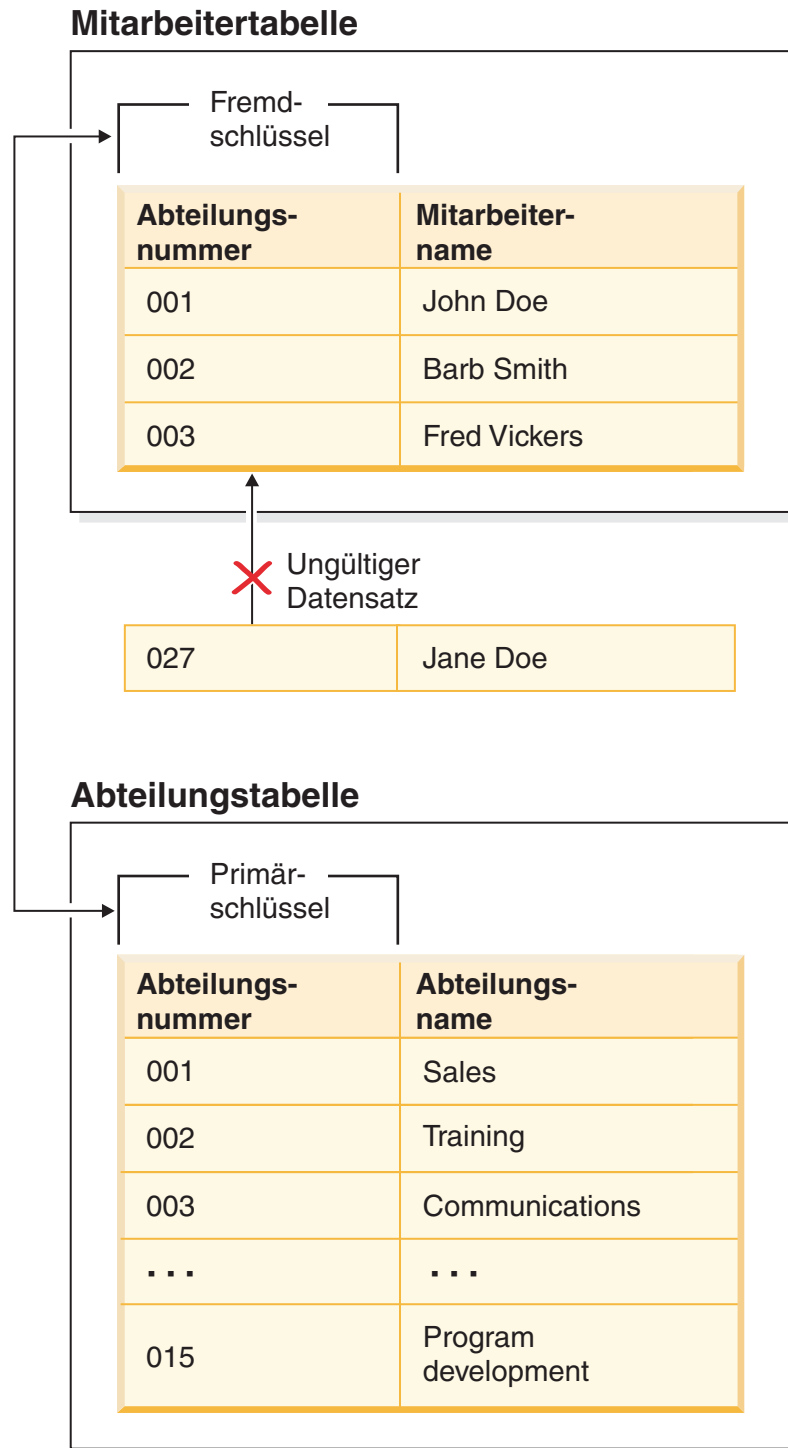 Mitarbeitertabelle
Fremd-
schlüssel
Abteilungs-
nummer
Mitarbeiter-
name
001
John Doe
002
Barb Smith
003
Fred Vickers
Ungültiger
Datensatz
027
Jane Doe
Abteilungstabelle
Primär-
schlüssel
Abteilungs-
nummer
Abteilungs-
name
001
Sales
002
Training
003
Communications
. . .
. . .
015
Program
development